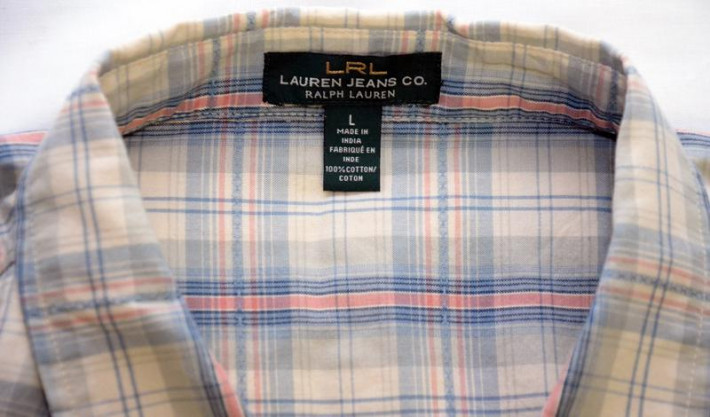 LRL
LAUREN JEANS CO.
RALPH LAUREN
L
MADE IN
INDIA
FABRIQUÉ EN
INDE
100%COTTON/
COTON